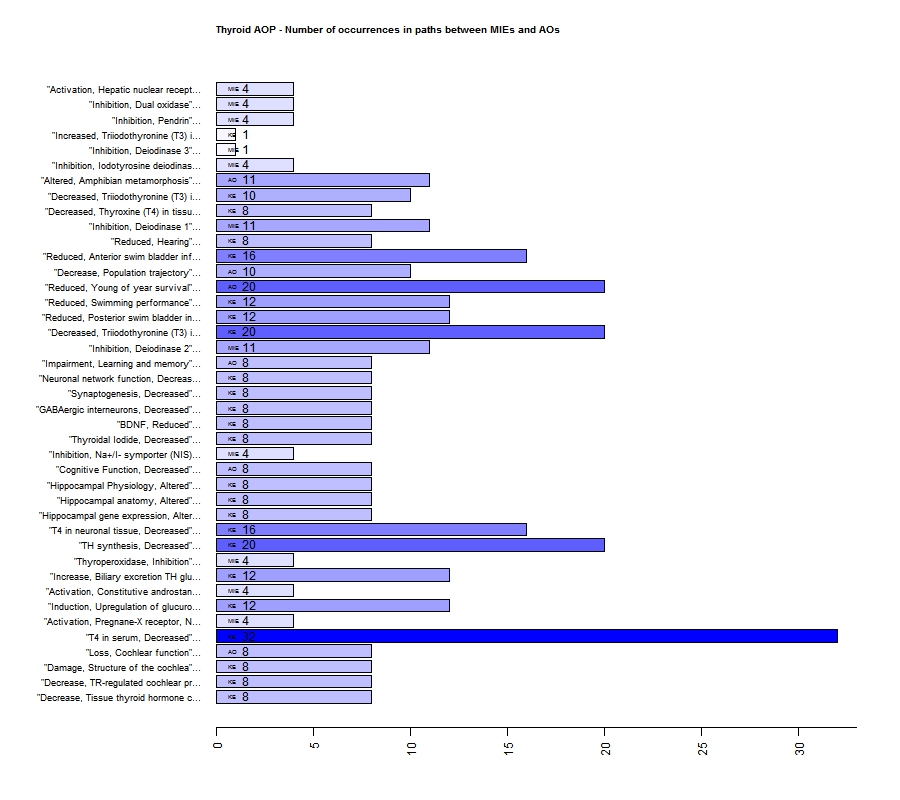 Thyroid AOP - Number of occurrences in paths between MIEs and AOs
"Activation, Hepatic nuclear recept... MIE 4
"Inhibition, Dual oxidase"... MIE 4
"Inhibition, Pendrin"... MIE 4
"Increased, Triiodothyronine (T3) i... KE 1
"Inhibition, Deiodinase 3"... MIE 1
"Inhibition, Iodotyrosine deiodinas... MIE 4
"Altered, Amphibian metamorphosis"... AO 11
"Decreased, Triiodothyronine (T3) i... KE 10
"Decreased, Thyroxine (T4) in tissu... KE 8
"Inhibition, Deiodinase 1"... MIE 11
"Reduced, Hearing"... KE 8
"Reduced, Anterior swim bladder inf... KE 16
"Decrease, Population trajectory"... AO 10
"Reduced, Young of year survival"... AO 20
"Reduced, Swimming performance"... KE 12
"Reduced, Posterior swim bladder in... KE 12
"Decreased, Triiodothyronine (T3) i... KE 20
"Inhibition, Deiodinase 2"... MIE 11
"Impairment, Learning and memory"... AO 8
"Neuronal network function, Decreas... KE 8
"Synaptogenesis, Decreased"... KE 8
"GABAergic interneurons, Decreased"... KE 8
"BDNF, Reduced"... KE 8
"Thyroidal Iodide, Decreased"... KE 8
"Inhibition, Na+/I- symporter (NIS)... MIE 4
"Cognitive Function, Decreased"... AO 8
"Hippocampal Physiology, Altered"... KE 8
"Hippocampal anatomy, Altered"... KE 8
"Hippocampal gene expression, Alter... KE 8
"T4 in neuronal tissue, Decreased"... KE 16
"TH synthesis, Decreased"... KE 20
"Thyroperoxidase, Inhibition"... MIE 4
"Increase, Biliary excretion TH glu... KE 12
"Activation, Constitutive androstan... MIE 4
"Induction, Upregulation of glucuro... KE 12
"Activation, Pregnane-X receptor, N... MIE 4
"T4 in serum, Decreased"... KE 32
"Loss, Cochlear function"... AO 8
"Damage, Structure of the cochlea"... KE 8
"Decrease, TR-regulated cochlear pr... KE 8
"Decrease, Tissue thyroid hormone c... KE 8
0 5 10 15 20 25 30